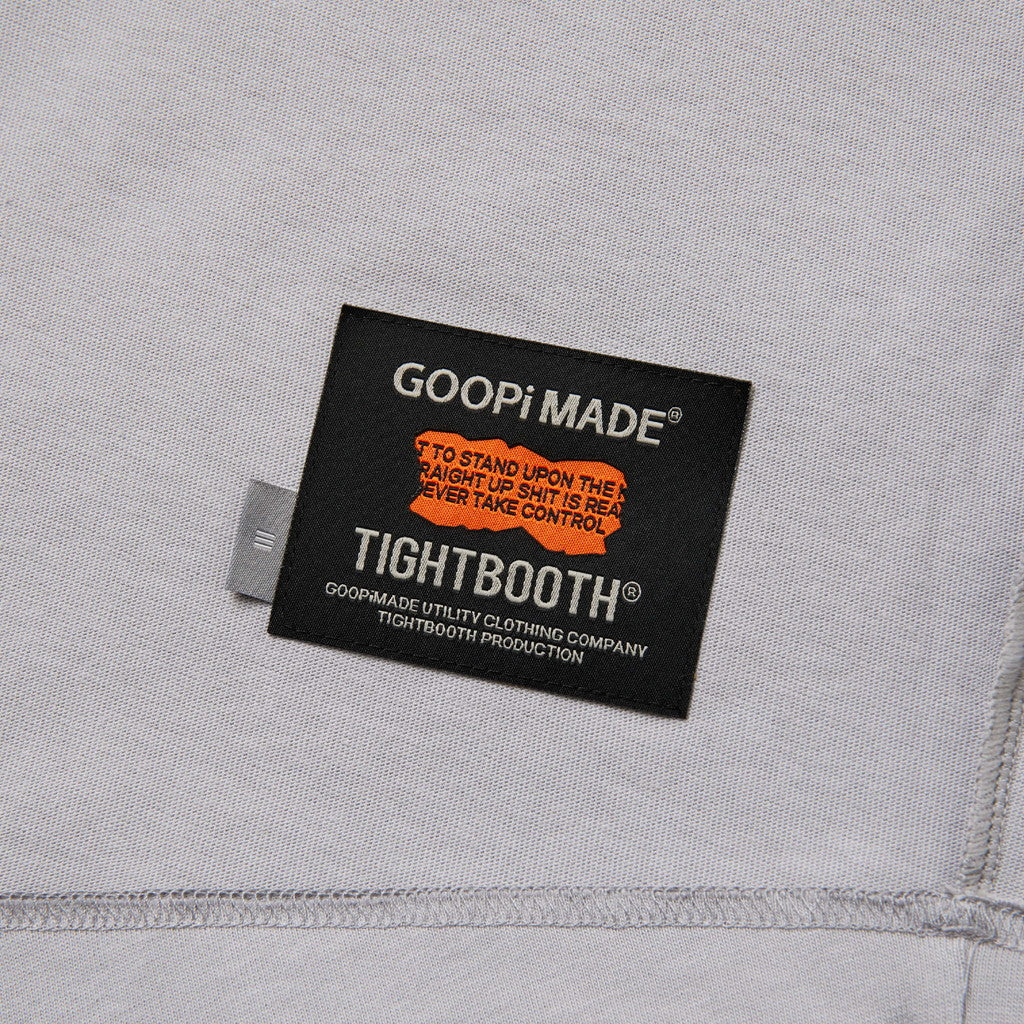 GOOPi MADE®
T TO STAND UPON THE
RAIGHT UP SHIT IS REA
EVER TAKE CONTROL
TIGHTBOOTH®
GOOPiMADE UTILITY CLOTHING COMPANY
TIGHTBOOTH PRODUCTION